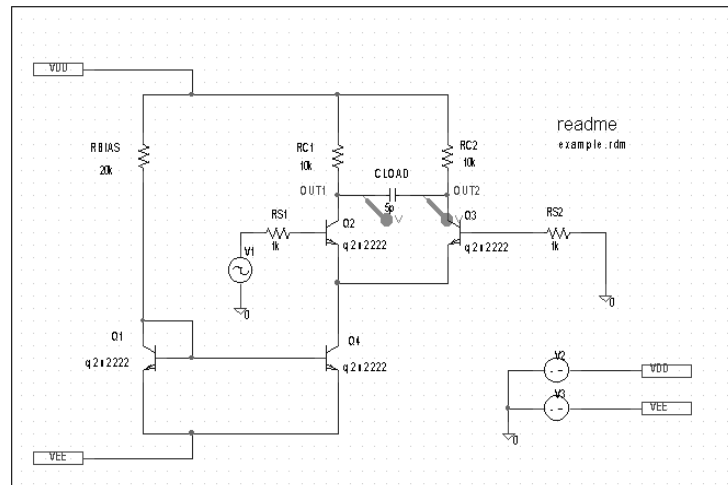 VDD
readme
example.rdm
RBIAS
20k
RC1
10k
RC2
10k
CLOAD
5p
OUT1
OUT2
V
V
RS1
1k
Q2
q2n2222
Q3
q2n2222
RS2
1k
V1
0
0
Q1
q2n2222
Q4
q2n2222
V2
VDD
V3
VEE
0
VEE